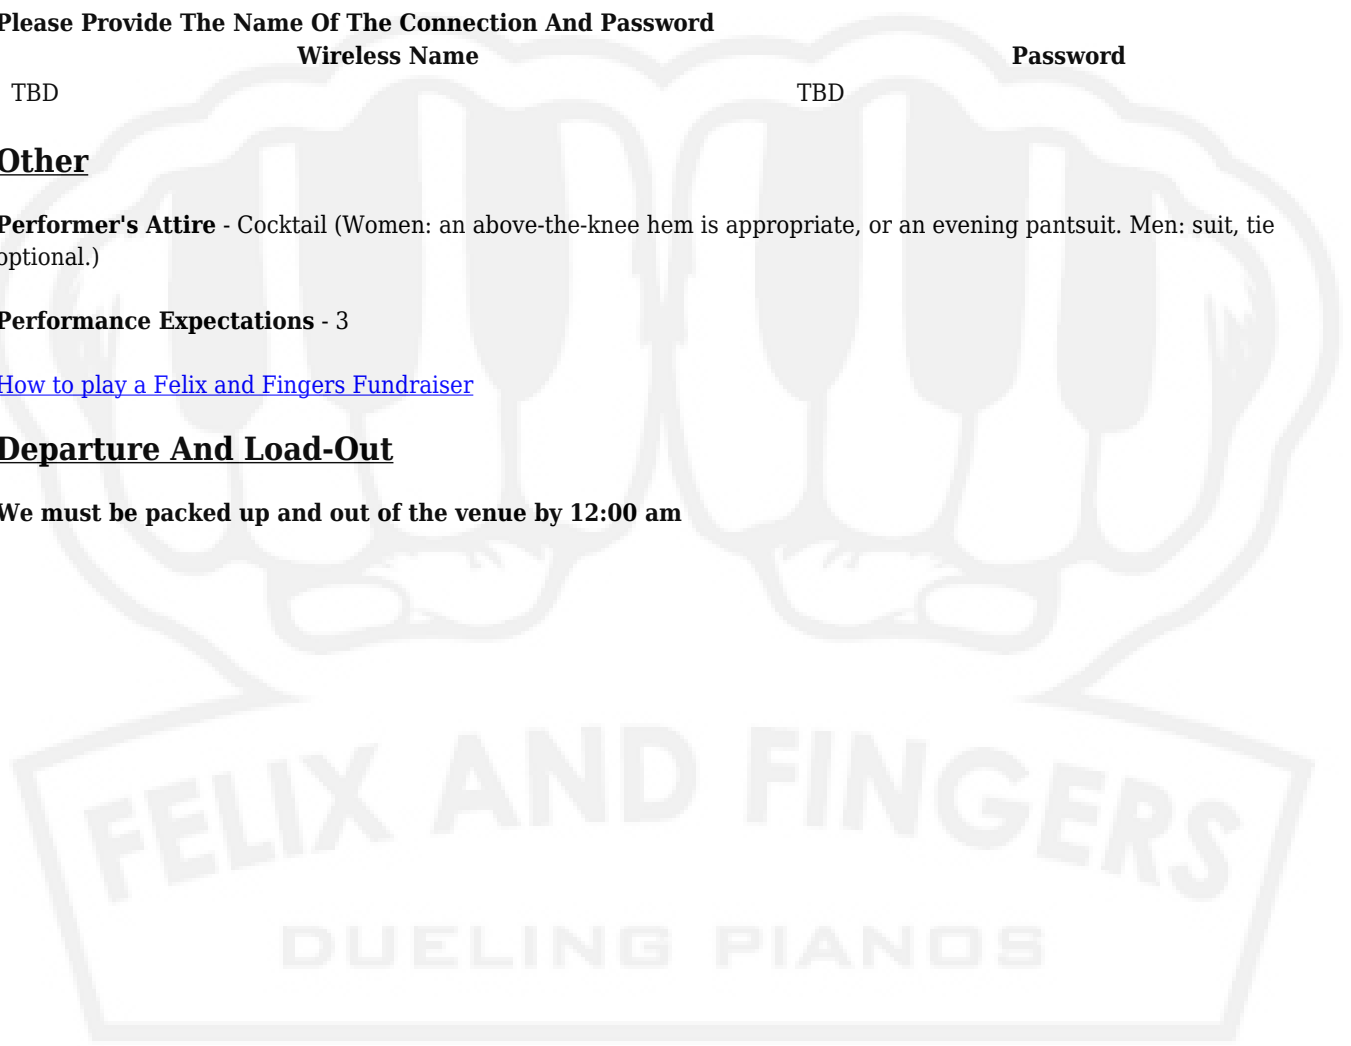 Please Provide The Name Of The Connection And Password
Wireless Name Password
TBD TBD
Other
Performer's Attire - Cocktail (Women: an above-the-knee hem is appropriate, or an evening pantsuit. Men: suit, tie
optional.)
Performance Expectations - 3
How to play a Felix and Fingers Fundraiser
Departure And Load-Out
We must be packed up and out of the venue by 12:00 am
FELIX AND FINGERS
DUELING PIANOS